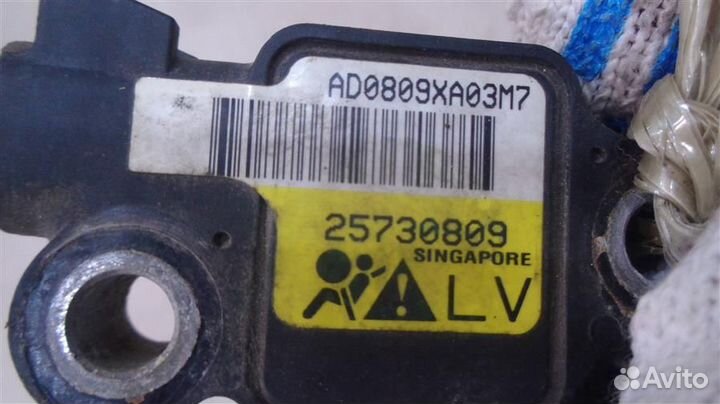 AD0809XA03M7
25730809
SINGAPORE
LV
Avito